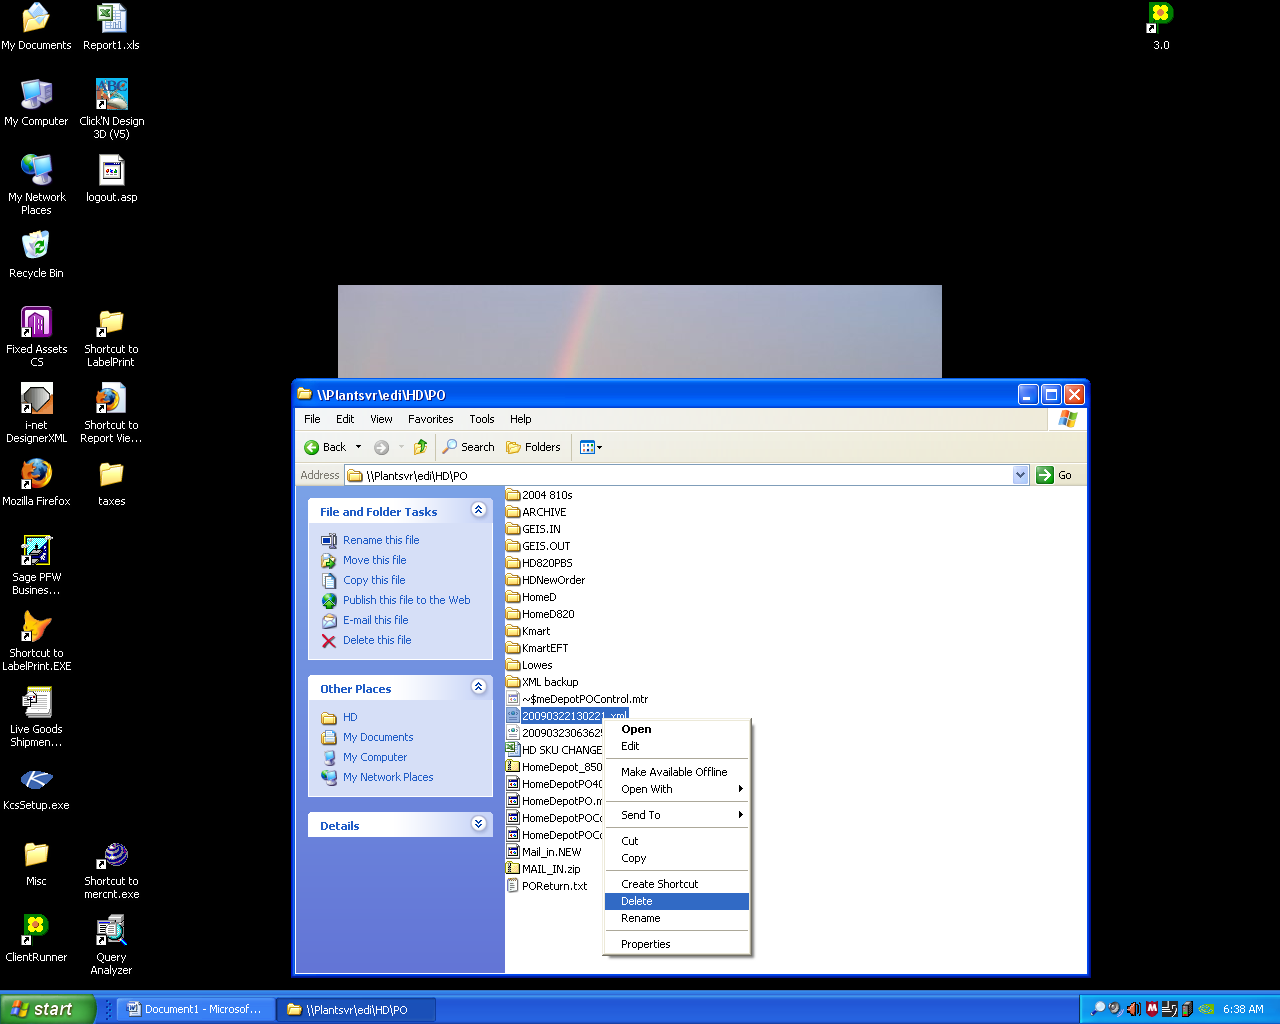 My Documents
Report1.xls
3.0
My Computer
Click'N Design
3D (V5)
My Network
Places
logout.asp
Recycle Bin
Fixed Assets
CS
Shortcut to
LabelPrint
i-net
DesignerXML
Shortcut to
Report Vie...
Mozilla Firefox
taxes
Sage PFW
Busines...
Shortcut to
LabelPrint.EXE
Live Goods
Shipmen...
KcsSetup.exe
Misc
Shortcut to
mercnt.exe
ClientRunner
Query
Analyzer
\\Plantsvr\edi\HD\PO
File Edit View Favorites Tools Help
Back Search Folders
Address \\Plantsvr\edi\HD\PO Go
File and Folder Tasks
Rename this file
Move this file
Copy this file
Publish this file to the Web
E-mail this file
Delete this file
Other Places
HD
My Documents
My Computer
My Network Places
Details
2004 810s
ARCHIVE
GEIS.IN
GEIS.OUT
HD820PBS
HDNewOrder
HomeD
HomeD820
Kmart
KmartEFT
Lowes
XML backup
~$meDepotPOControl.mtr
20090322130221.xml
2009032306362
HD SKU CHANGE
HomeDepot_850
HomeDepotPO40
HomeDepotPO.m
HomeDepotPOCo
HomeDepotPOCo
Mail_in.NEW
MAIL_IN.zip
POReturn.txt
Open
Edit
Make Available Offline
Open With
Send To
Cut
Copy
Create Shortcut
Delete
Rename
Properties
start
Document1 - Microsof...
\\Plantsvr\edi\HD\PO
6:38 AM